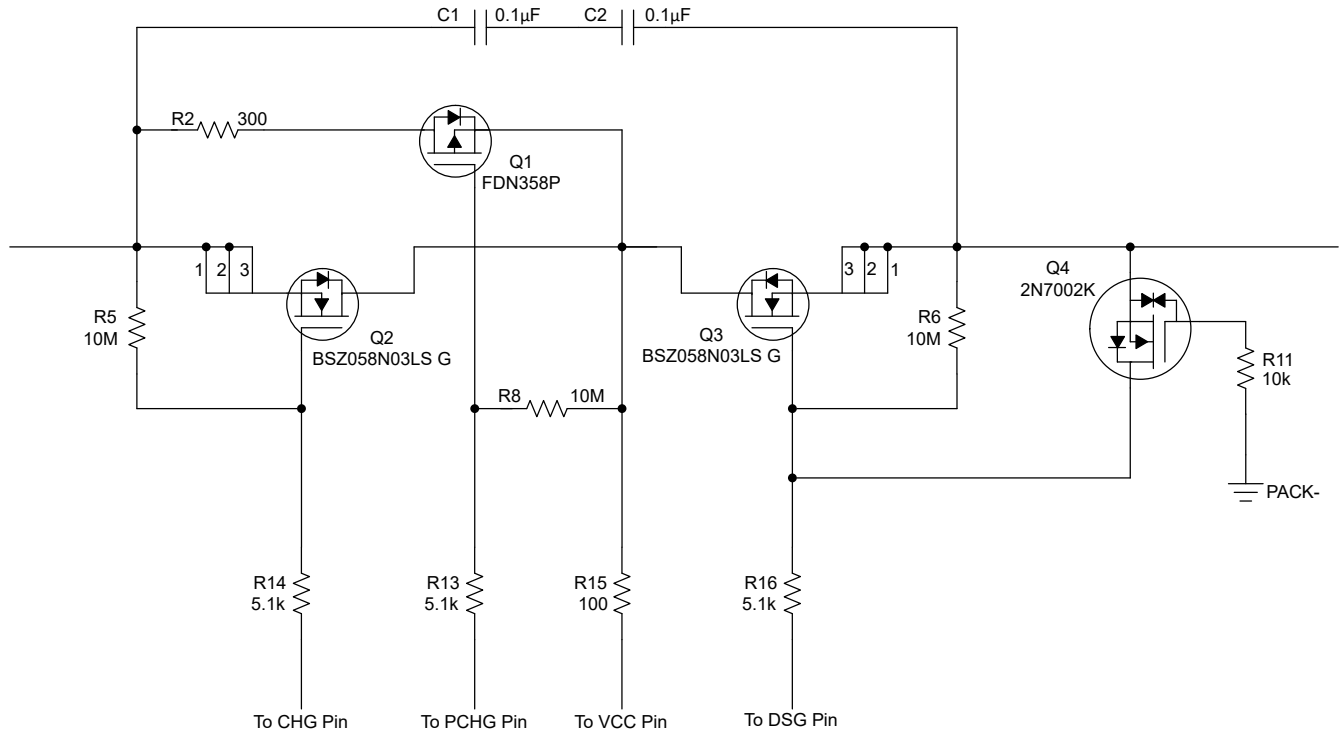 C1
0.1µF
C2
0.1µF
R2
300
Q1
FDN358P
1
2
3
3
2
1
Q4
2N7002K
R5
10M
Q2
BSZ058N03LS G
Q3
BSZ058N03LS G
R6
10M
R11
10k
R8
10M
PACK-
R14
5.1k
R13
5.1k
R15
100
R16
5.1k
To CHG Pin
To PCHG Pin
To VCC Pin
To DSG Pin